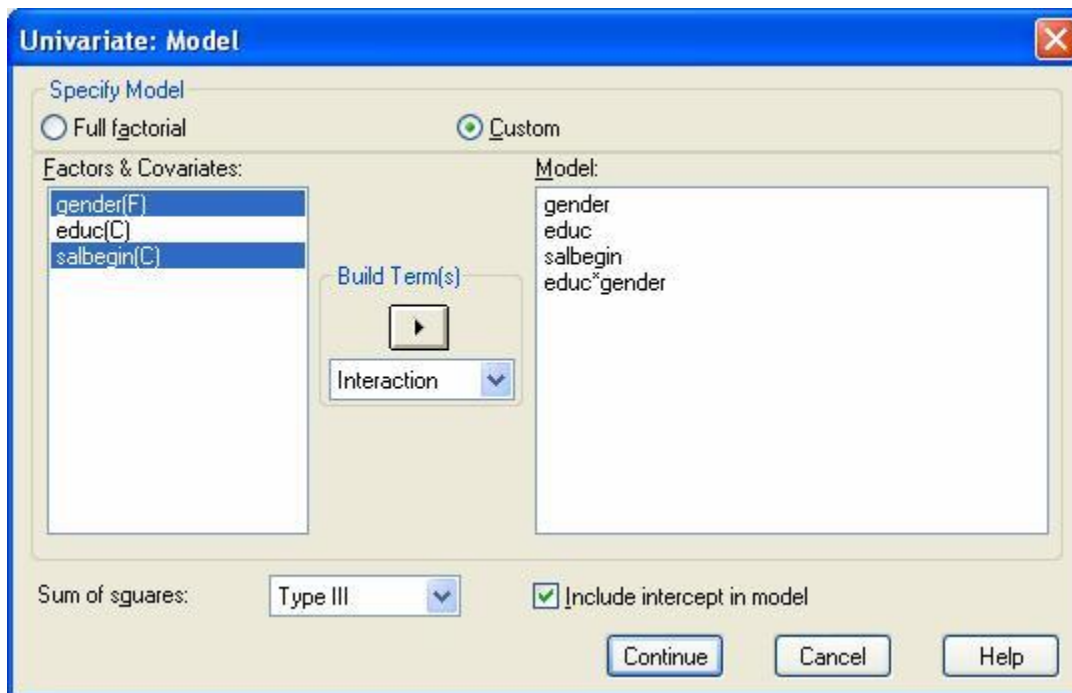 Univariate: Model
Specify Model
Full factorial
Custom
Factors & Covariates:
gender(F)
educ(C)
salbegin(C)
Build Term(s)
Interaction
Model:
gender
educ
salbegin
educ*gender
Sum of squares:
Type III
Include intercept in model
Continue
Cancel
Help